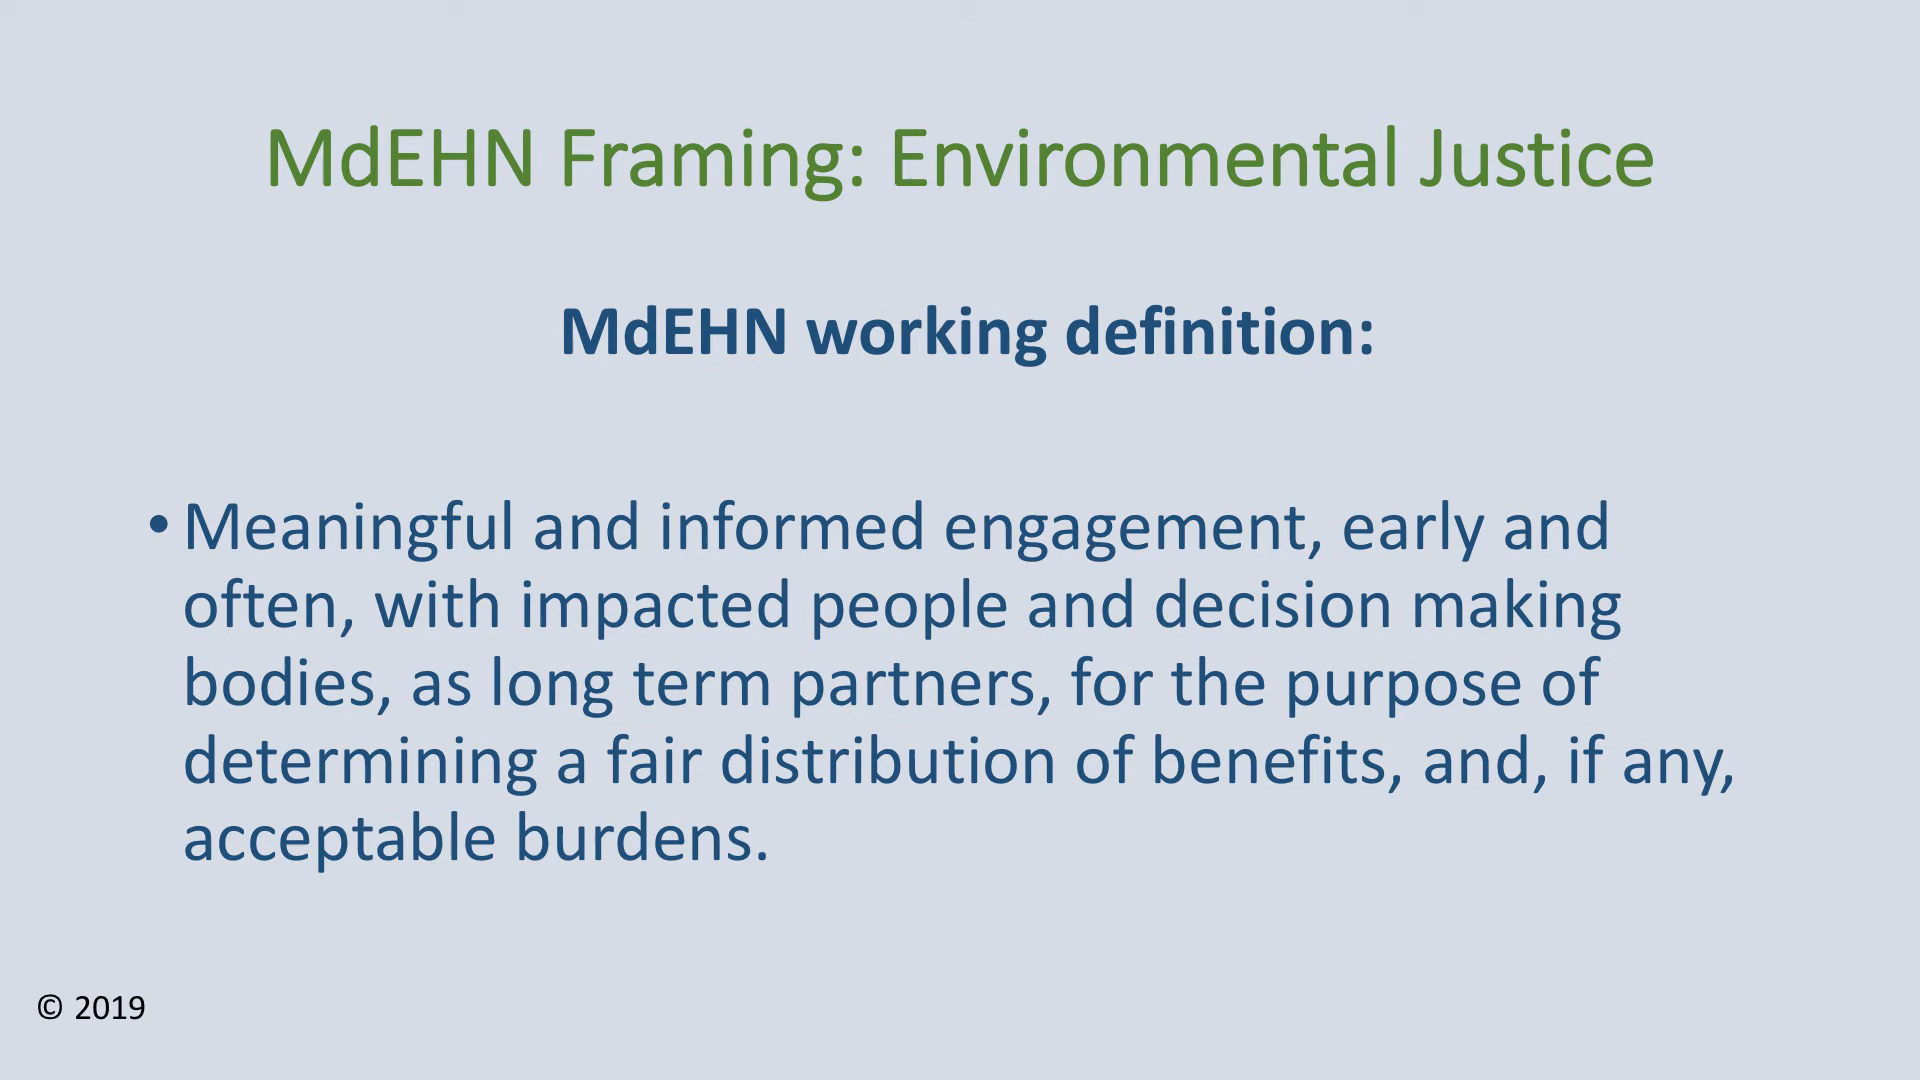 MdEHN Framing: Environmental Justice
MdEHN working definition:
• Meaningful and informed engagement, early and
often, with impacted people and decision making
bodies, as long term partners, for the purpose of
determining a fair distribution of benefits, and, if any,
acceptable burdens.
© 2019